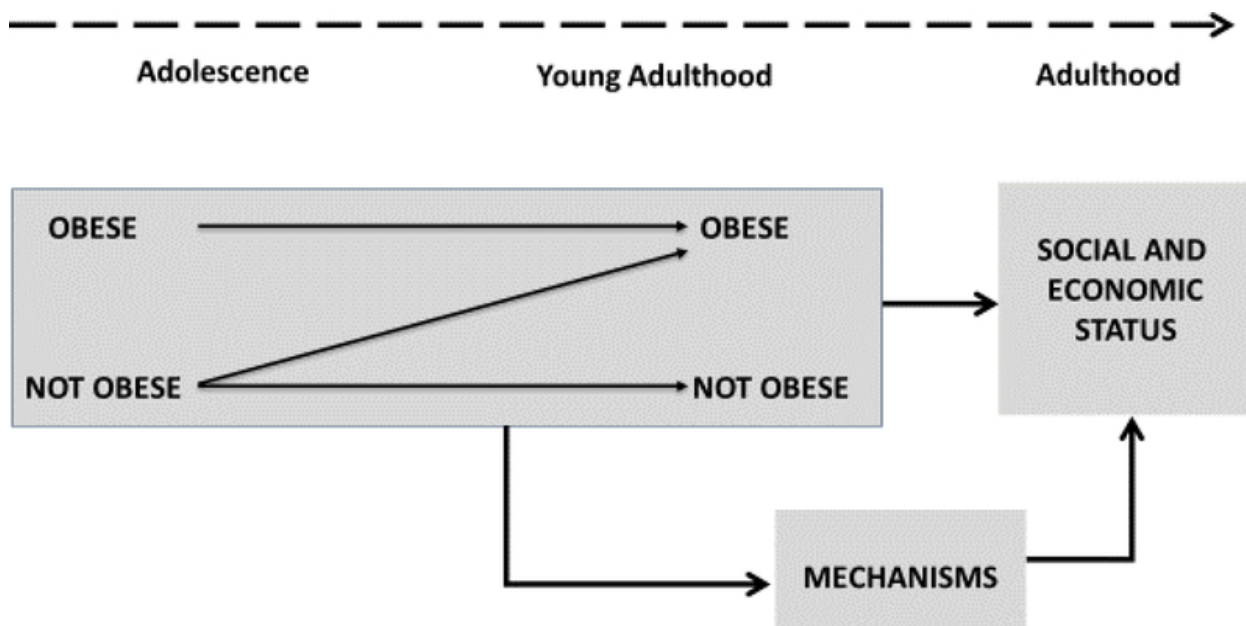 Adolescence
Young Adulthood
Adulthood
OBESE
OBESE
NOT OBESE
NOT OBESE
SOCIAL AND
ECONOMIC
STATUS
MECHANISMS